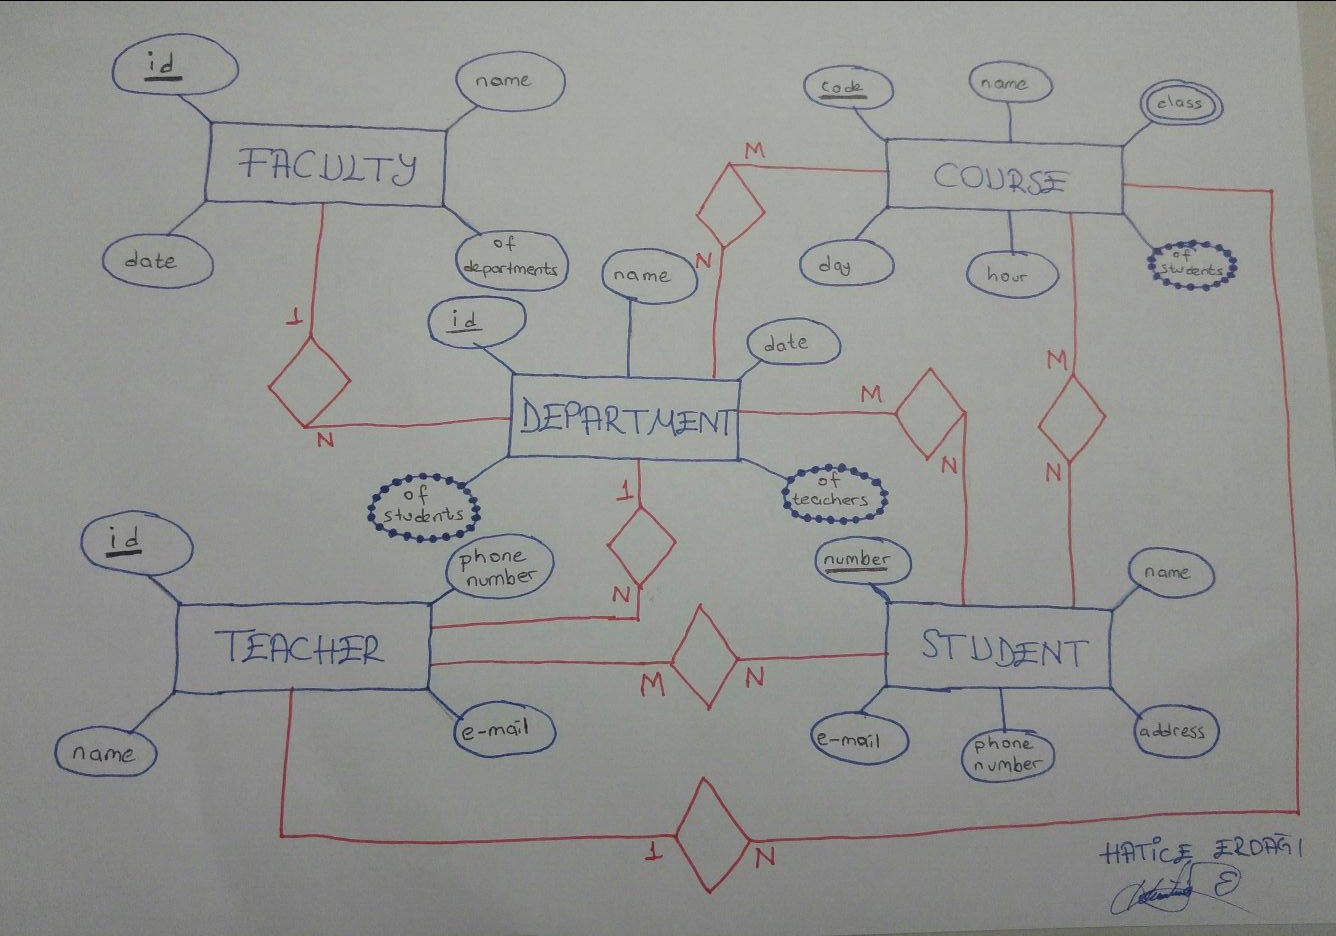 id
name
FACULTY
date
of
departments
code
name
class
COURSE
day
hour
of
students
M
N
1
N
id
name
date
DEPARTMENT
of
students
of
teachers
M
N
M
N
1
N
id
phone
number
TEACHER
name
e-mail
M
N
number
name
STUDENT
e-mail
phone
number
address
1
N
HATİCE ERDAĞI